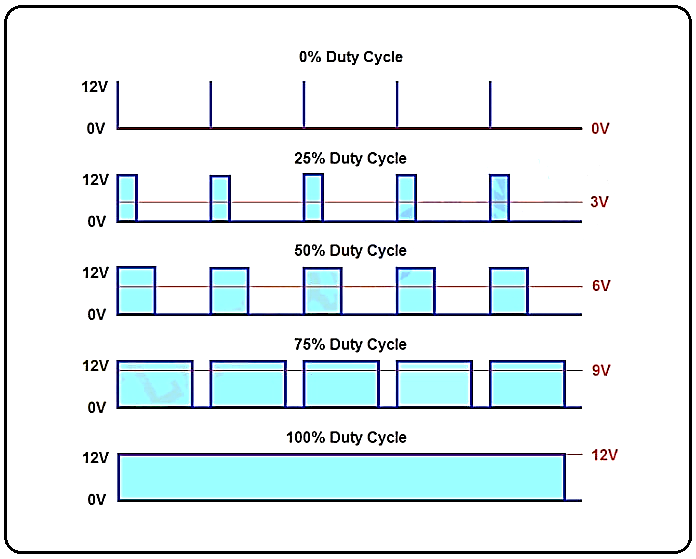 0% Duty Cycle
12V
0V 0V
25% Duty Cycle
12V
3V
0V
50% Duty Cycle
12V
6V
0V
75% Duty Cycle
12V 9V
0V
100% Duty Cycle
12V 12V
0V